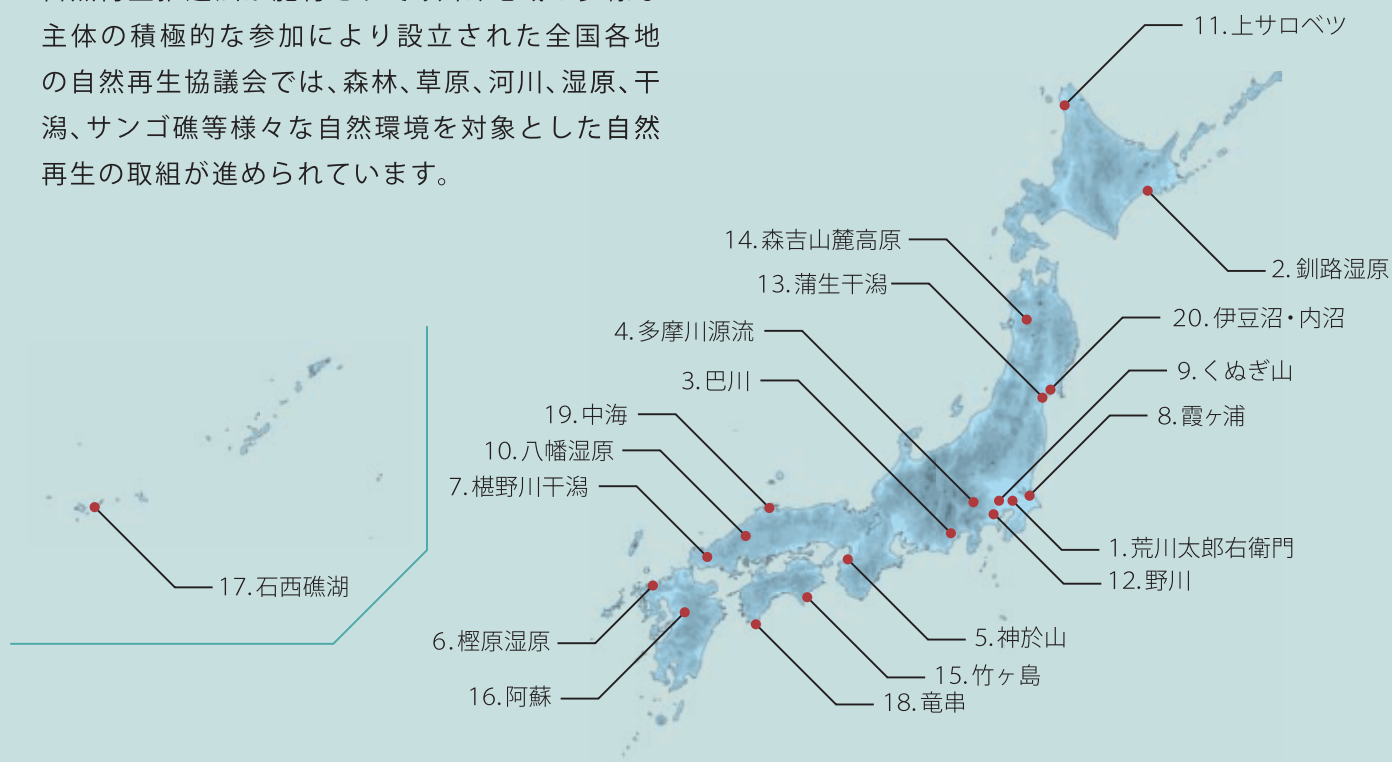 主体の積極的な参加により設立された全国各地
の自然再生協議会では、森林、草原、河川、湿原、干
潟、サンゴ礁等様々な自然環境を対象とした自然
再生の取組が進められています。
11.上サロベツ
2.釧路湿原
14.森吉山麓高原
13.蒲生干潟
20.伊豆沼・内沼
4.多摩川源流
9.くぬぎ山
3.巴川
8.霞ヶ浦
19.中海
10.八幡湿原
7.椹野川干潟
1.荒川太郎右衛門
12.野川
17.石西礁湖
6.樫原湿原
5.神於山
15.竹ヶ島
16.阿蘇
18.竜串